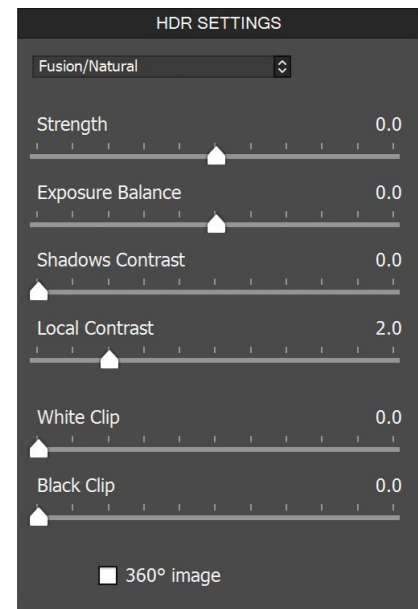 HDR SETTINGS
Fusion/Natural
Strength 0.0
Exposure Balance 0.0
Shadows Contrast 0.0
Local Contrast 2.0
White Clip 0.0
Black Clip 0.0
360° image